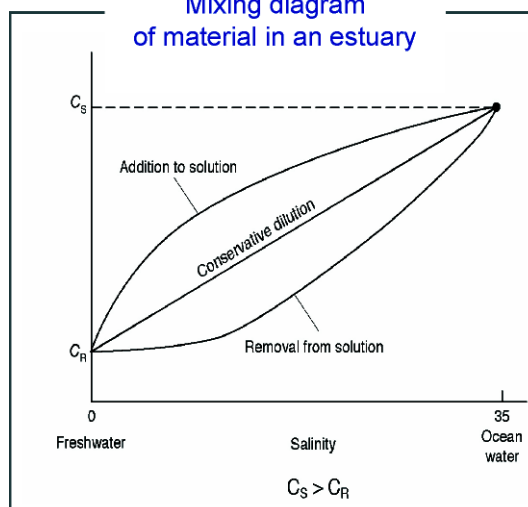 Mixing diagram
of material in an estuary
C_S
Addition to solution
Conservative dilution
Removal from solution
C_R
0
35
Freshwater
Salinity
Ocean
water
C_S > C_R